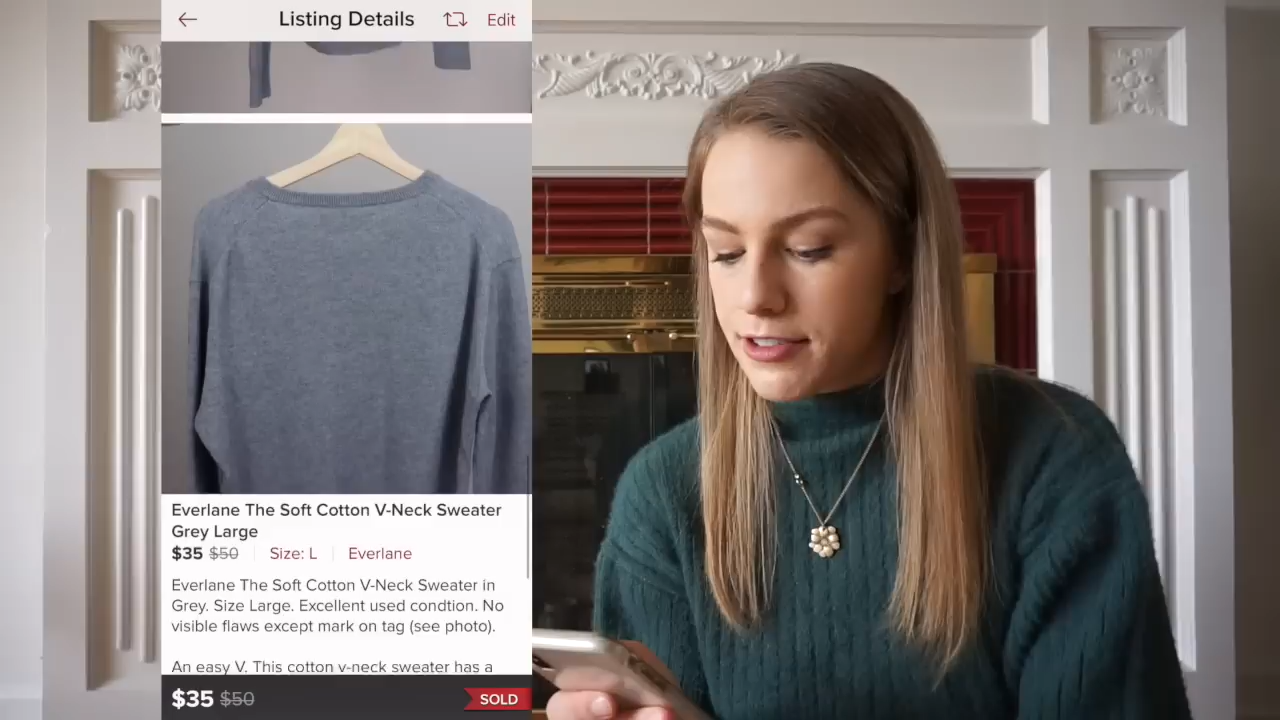 Listing Details
Edit
Everlane The Soft Cotton V-Neck Sweater
Grey Large
$35 $50 Size: L Everlane
Everlane The Soft Cotton V-Neck Sweater in
Grey. Size Large. Excellent used condtion. No
visible flaws except mark on tag (see photo).
An easy V. This cotton v-neck sweater has a
$35 $50 SOLD